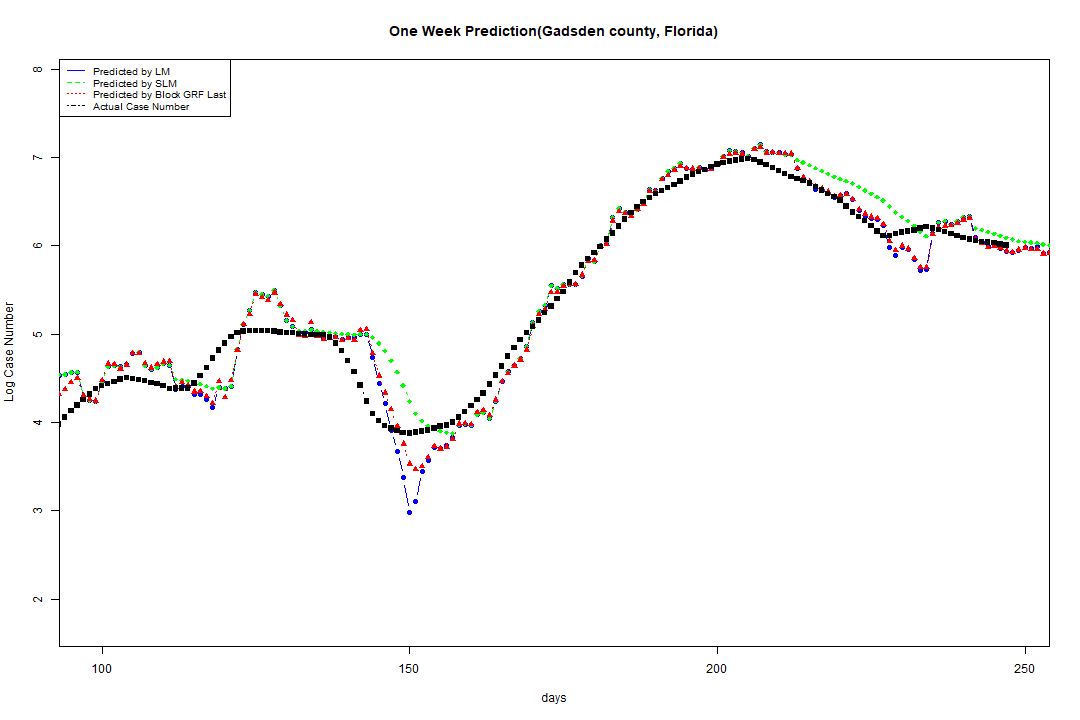 One Week Prediction(Gadsden county, Florida)
Predicted by LM
Predicted by SLM
Predicted by Block GRF Last
Actual Case Number
8
7
6
5
4
3
2
Log Case Number
100 150 200 250
days